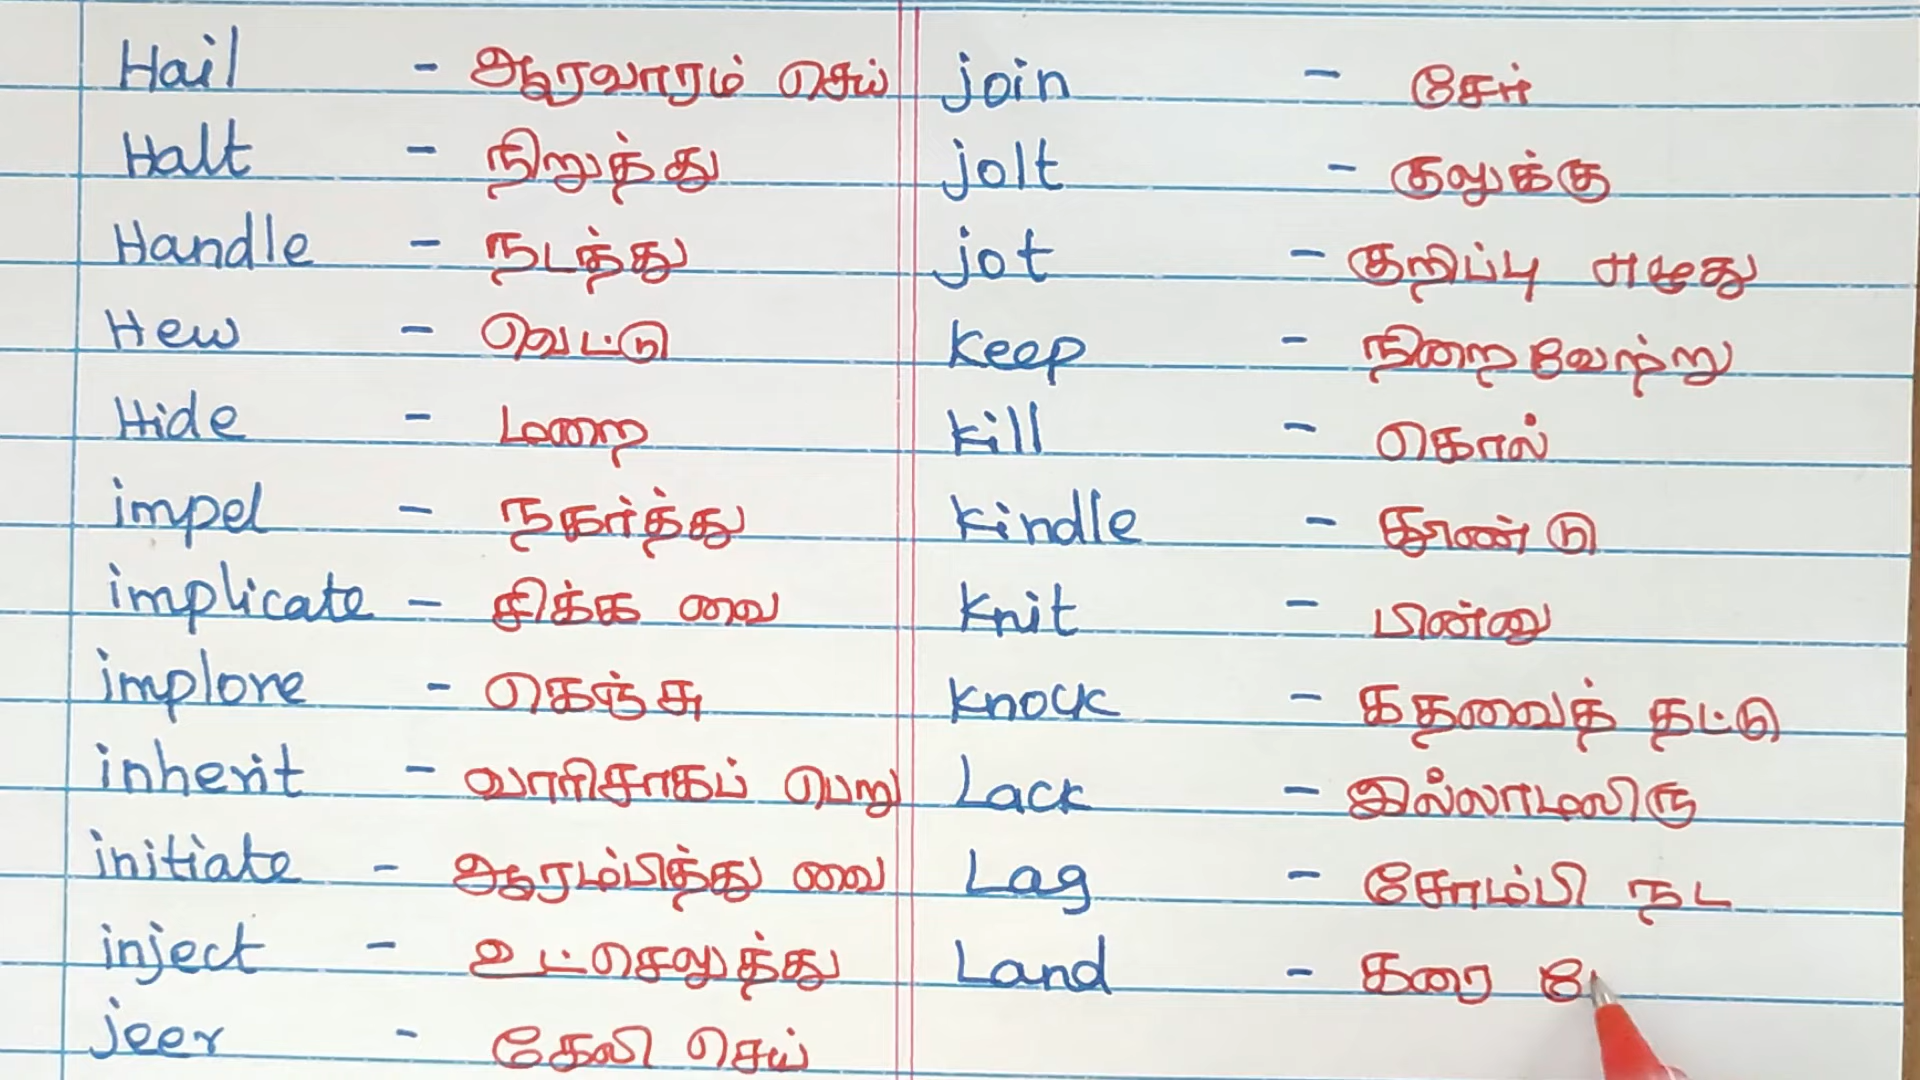 Hail - ஆரவாரம் செய்
Halt - நிறுத்து
Handle - நடத்து
Hew - வெட்டு
Hide - மறை
impel - நகர்த்து
implicate - சிக்க வை
implore - கெஞ்சு
inherit - வாரிசாகப் பெறு
initiate - ஆரம்பித்து வை
inject - உட்செலுத்து
jeer - கேலி செய்
join - சேர்
jolt - குலுக்கு
jot - குறிப்பு எழுது
keep - நிறைவேற்று
kill - கொல்
kindle - தூண்டு
knit - பின்னு
knock - கதவைத் தட்டு
Lack - இல்லாமலிரு
Lag - சோம்பி நட
Land - கரை